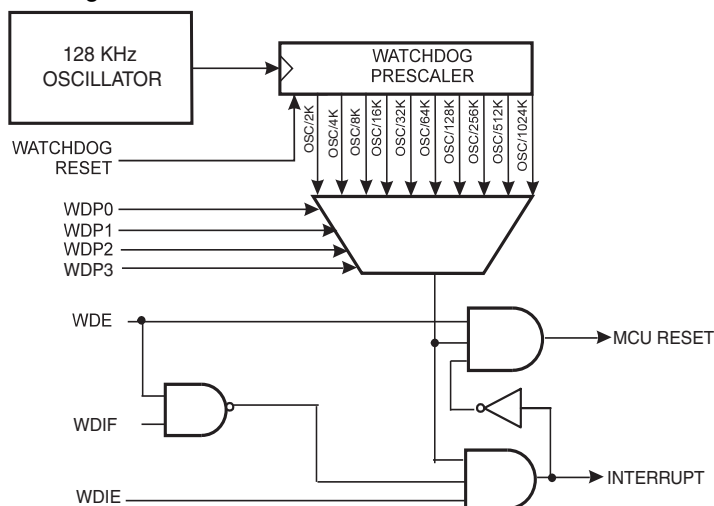 128 KHz
OSCILLATOR
WATCHDOG
PRESCALER
OSC/2K
OSC/4K
OSC/8K
OSC/16K
OSC/32K
OSC/64K
OSC/128K
OSC/256K
OSC/512K
OSC/1024K
WATCHDOG
RESET
WDP0
WDP1
WDP2
WDP3
WDE
MCU RESET
WDIF
INTERRUPT
WDIE